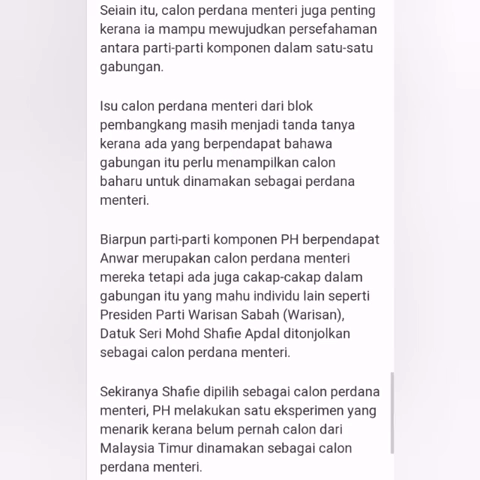 Selain itu, calon perdana menteri juga penting
kerana ia mampu mewujudkan persefahaman
antara parti-parti komponen dalam satu-satu
gabungan.
Isu calon perdana menteri dari blok
pembangkang masih menjadi tanda tanya
kerana ada yang berpendapat bahawa
gabungan itu perlu menampilkan calon
baharu untuk dinamakan sebagai perdana
menteri.
Biarpun parti-parti komponen PH berpendapat
Anwar merupakan calon perdana menteri
mereka tetapi ada juga cakap-cakap dalam
gabungan itu yang mahu individu lain seperti
Presiden Parti Warisan Sabah (Warisan),
Datuk Seri Mohd Shafie Apdal ditonjolkan
sebagai calon perdana menteri.
Sekiranya Shafie dipilih sebagai calon perdana
menteri, PH melakukan satu eksperimen yang
menarik kerana belum pernah calon dari
Malaysia Timur dinamakan sebagai calon
perdana menteri.